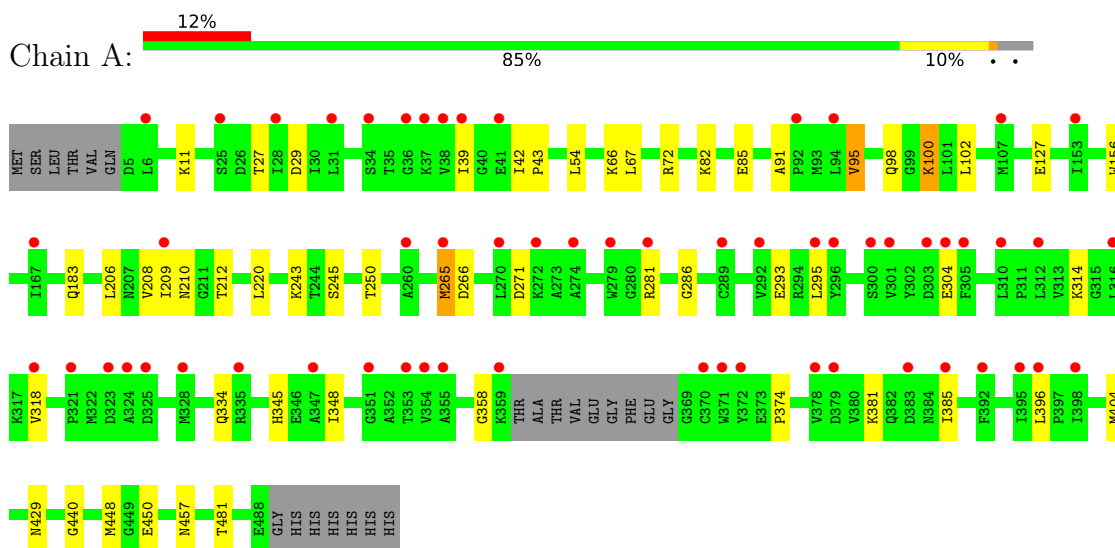 12%
Chain A:
85% 10% • •
MET SER LEU THR VAL GLN D5 L6 K11 S25 D26 T27 I28 D29 I30 L31 S34 T35 G36 K37 V38 I39 G40 E41 I42 P43 L54 K66 L67 R72 K82 E85 A91 P92 M93 L94 V95 Q98 G99 K100 L101 L102 M107 E127 I153 W156
I167 Q183 L206 N207 V208 I209 N210 G211 T212 L220 K243 T244 S245 T250 A260 M265 D266 L270 D271 K272 A273 A274 W279 G280 R281 G286 C289 V292 E293 R294 L295 Y296 S300 V301 Y302 D303 E304 F305 L310 P311 L312 V313 K314 G315 L316
K317 V318 P321 M322 D323 A324 D325 M328 Q334 R335 H345 E346 A347 I348 G351 A352 T353 V354 A355 G358 K359 THR ALA THR VAL GLU GLY PHE GLU GLY G369 C370 W371 Y372 E373 P374 V378 D379 V380 K381 Q382 D383 N384 I385 F392 I395 L396 P397 I398 M404
N429 G440 M448 G449 E450 N457 T481 E488 GLY HIS HIS HIS HIS HIS HIS